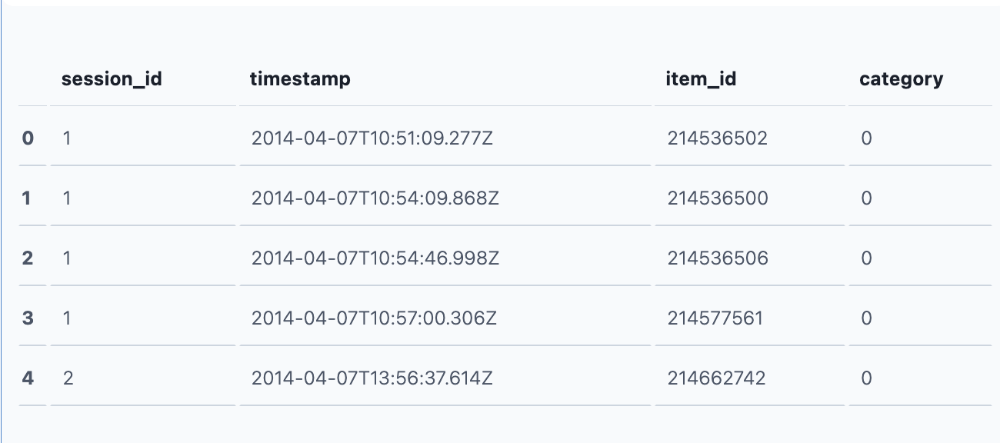 session_id timestamp item_id category
0 1 2014-04-07T10:51:09.277Z 214536502 0
1 1 2014-04-07T10:54:09.868Z 214536500 0
2 1 2014-04-07T10:54:46.998Z 214536506 0
3 1 2014-04-07T10:57:00.306Z 214577561 0
4 2 2014-04-07T13:56:37.614Z 214662742 0